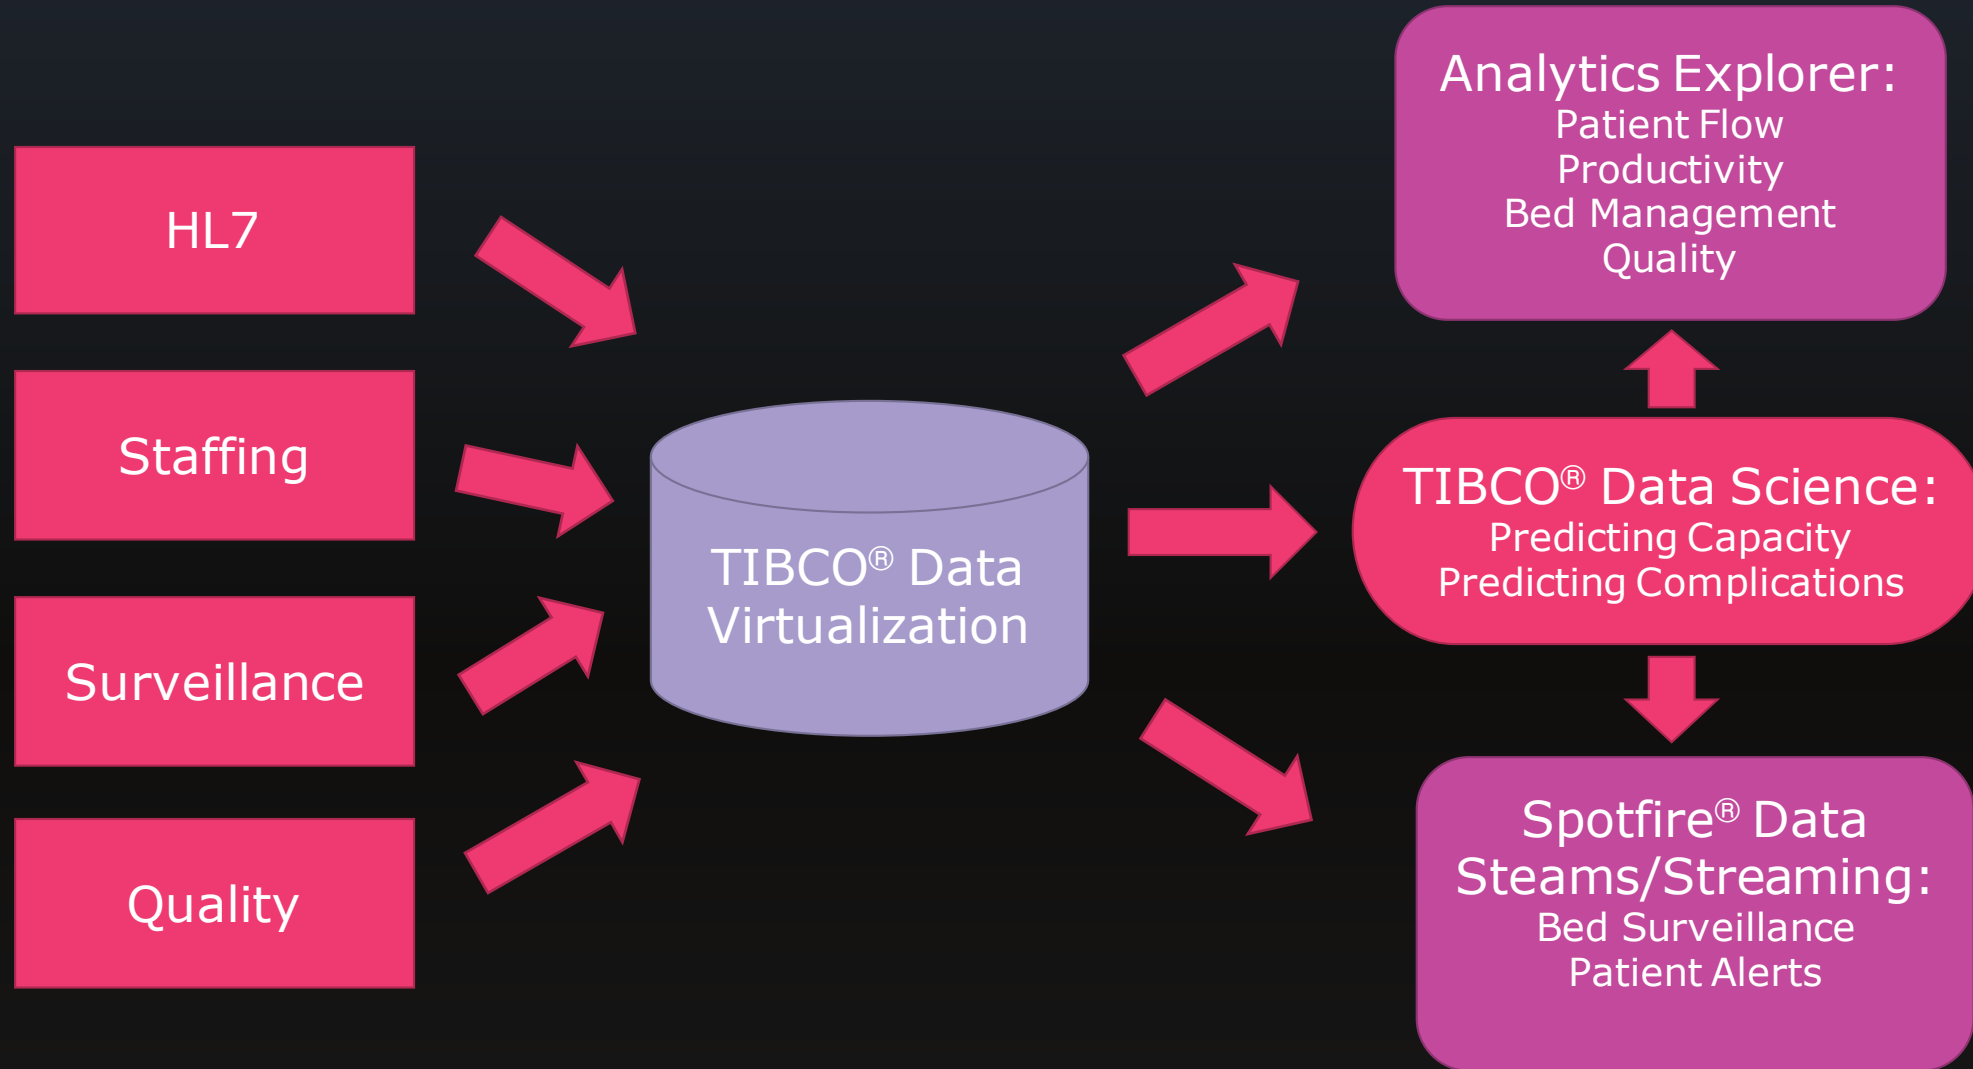 HL7
Staffing
Surveillance
Quality
TIBCO® Data
Virtualization
Analytics Explorer:
Patient Flow
Productivity
Bed Management
Quality
TIBCO® Data Science:
Predicting Capacity
Predicting Complications
Spotfire® Data
Steams/Streaming:
Bed Surveillance
Patient Alerts